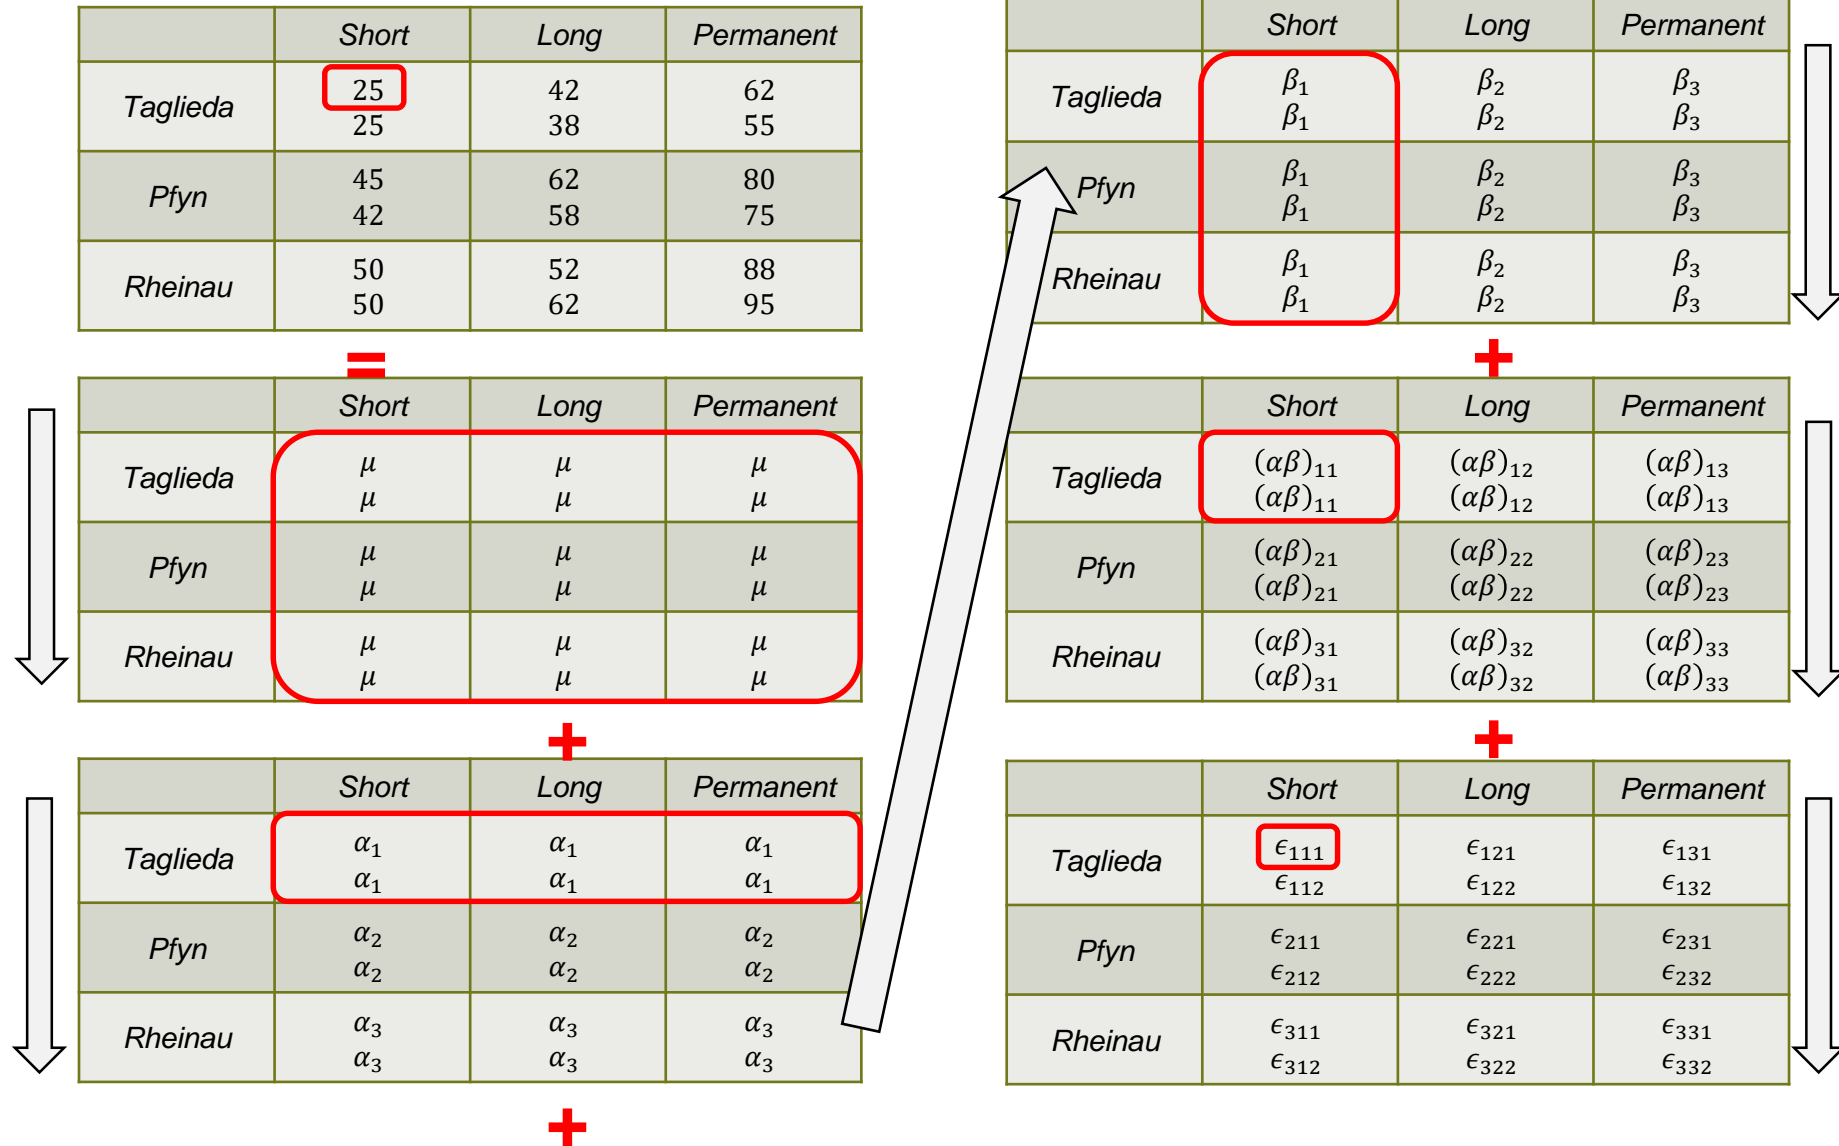 Short Long Permanent
Taglieda 25 42 62
25 38 55
Pfyn 45 62 80
42 58 75
Rheinau 50 52 88
50 62 95
=
Short Long Permanent
Taglieda μ μ μ
μ μ μ
Pfyn μ μ μ
μ μ μ
Rheinau μ μ μ
μ μ μ
+
Short Long Permanent
Taglieda α₁ α₁ α₁
α₁ α₁ α₁
Pfyn α₂ α₂ α₂
α₂ α₂ α₂
Rheinau α₃ α₃ α₃
α₃ α₃ α₃
+
Short Long Permanent
Taglieda β₁ β₂ β₃
β₁ β₂ β₃
Pfyn β₁ β₂ β₃
β₁ β₂ β₃
Rheinau β₁ β₂ β₃
β₁ β₂ β₃
+
Short Long Permanent
Taglieda (αβ)₁₁ (αβ)₁₂ (αβ)₁₃
(αβ)₁₁ (αβ)₁₂ (αβ)₁₃
Pfyn (αβ)₂₁ (αβ)₂₂ (αβ)₂₃
(αβ)₂₁ (αβ)₂₂ (αβ)₂₃
Rheinau (αβ)₃₁ (αβ)₃₂ (αβ)₃₃
(αβ)₃₁ (αβ)₃₂ (αβ)₃₃
+
Short Long Permanent
Taglieda ϵ₁₁₁ ϵ₁₂₁ ϵ₁₃₁
ϵ₁₁₂ ϵ₁₂₂ ϵ₁₃₂
Pfyn ϵ₂₁₁ ϵ₂₂₁ ϵ₂₃₁
ϵ₂₁₂ ϵ₂₂₂ ϵ₂₃₂
Rheinau ϵ₃₁₁ ϵ₃₂₁ ϵ₃₃₁
ϵ₃₁₂ ϵ₃₂₂ ϵ₃₃₂